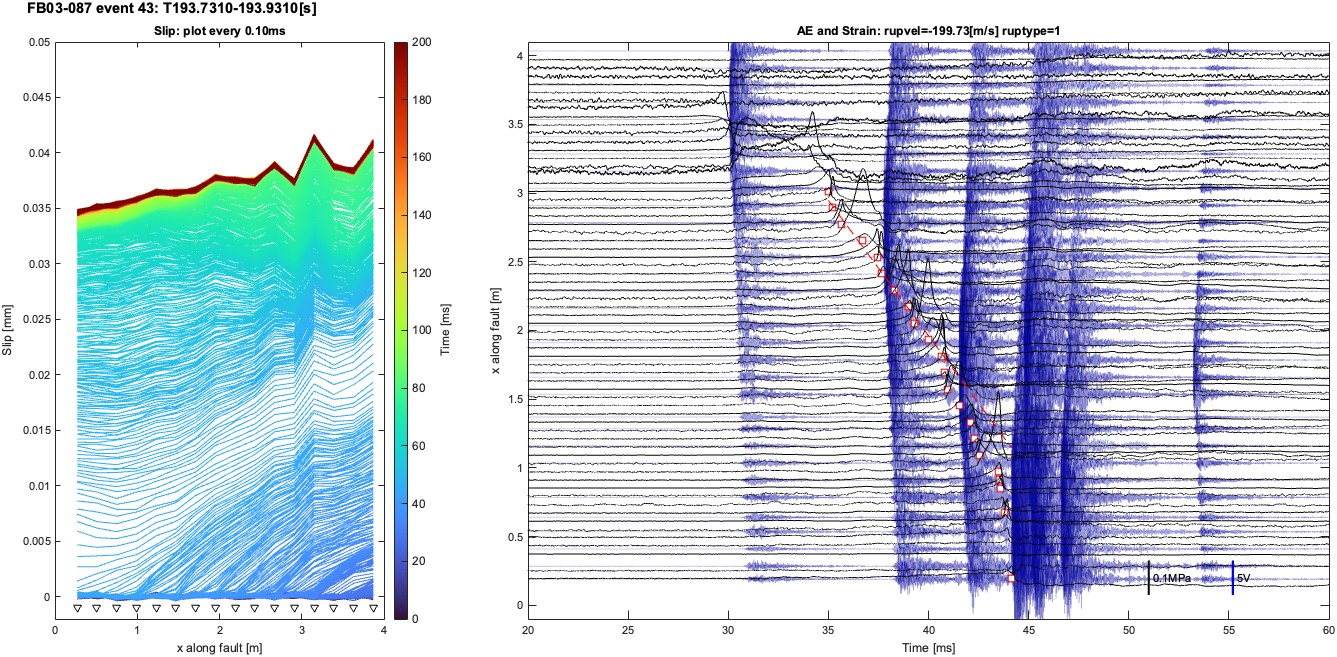 FB03-087 event 43: T193.7310-193.9310[s]
Slip: plot every 0.10ms
AE and Strain: rupvel=-199.73[m/s] ruptype=1
0.05
0.045
0.04
0.035
0.03
0.025
0.02
0.015
0.01
0.005
0
Slip [mm]
0 1 2 3 4
x along fault [m]
200
180
160
140
120
100
80
60
40
20
0
Time [ms]
4
3.5
3
2.5
2
1.5
1
0.5
0
x along fault [m]
0.1MPa
5V
20 25 30 35 40 45 50 55 60
Time [ms]